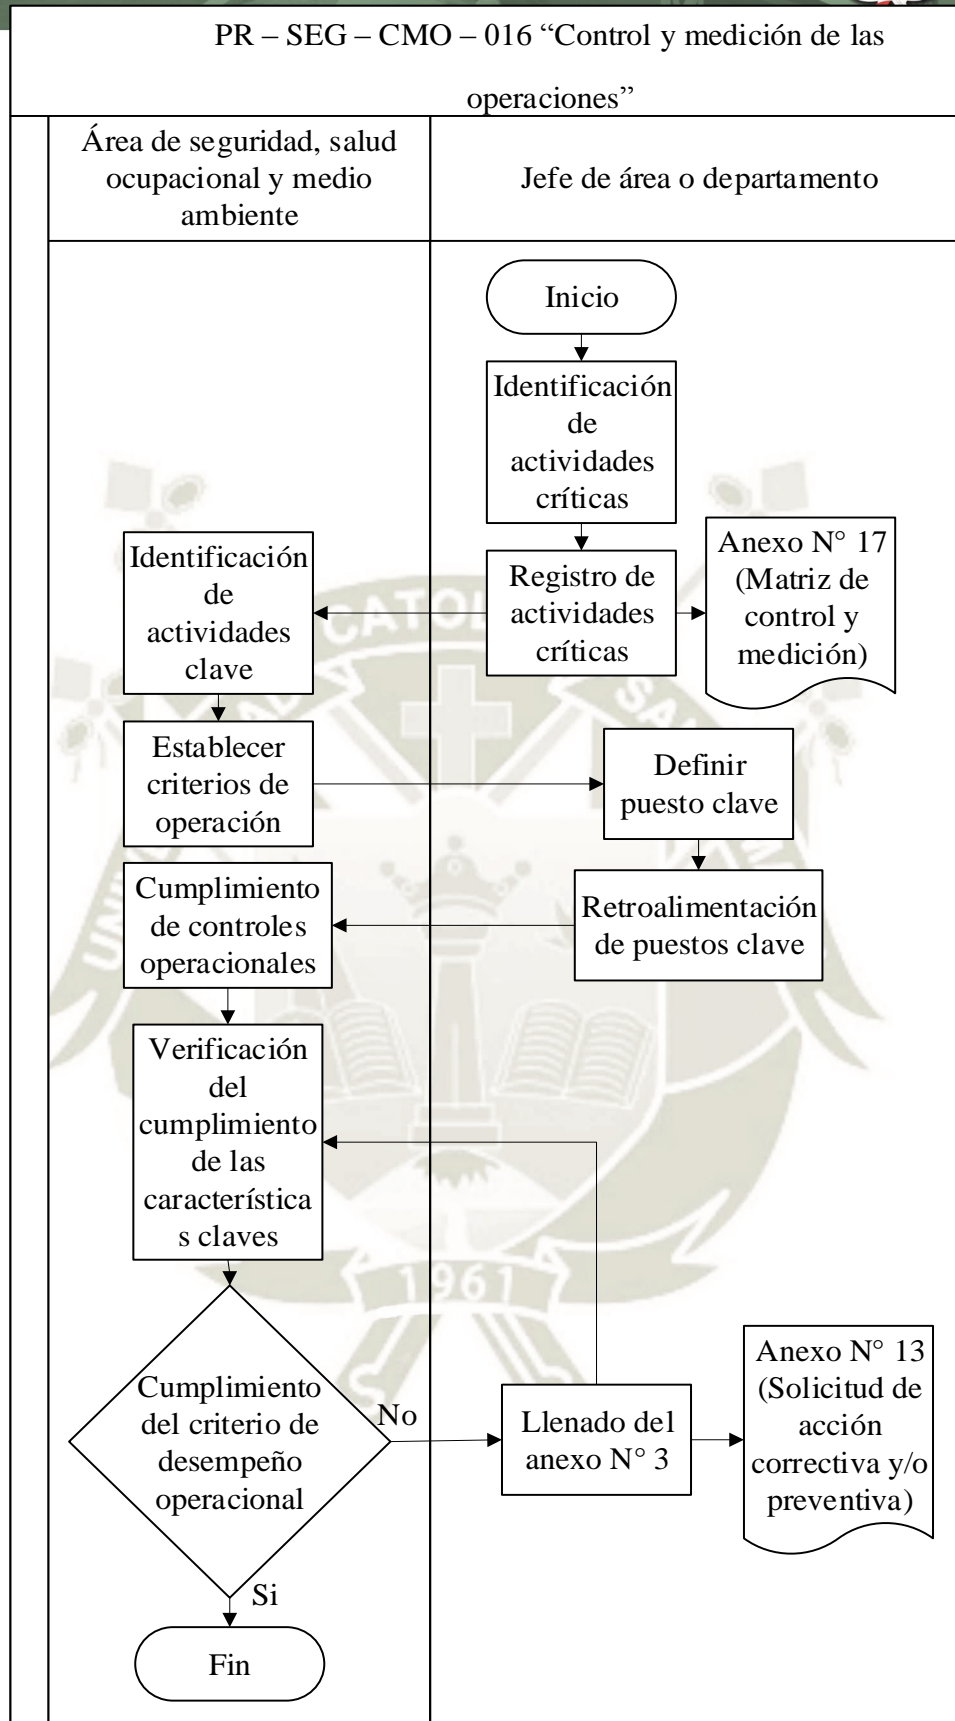 PR – SEG – CMO – 016 “Control y medición de las
operaciones”
Área de seguridad, salud
ocupacional y medio
ambiente
Jefe de área o departamento
Inicio
Identificación
de
actividades
críticas
Registro de
actividades
críticas
Anexo N° 17
(Matriz de
control y
medición)
Identificación
de
actividades
clave
Establecer
criterios de
operación
Definir
puesto clave
Retroalimentación
de puestos clave
Cumplimiento
de controles
operacionales
Verificación
del
cumplimiento
de las
característica
s claves
Cumplimiento
del criterio de
desempeño
operacional
No
Llenado del
anexo N° 3
Anexo N° 13
(Solicitud de
acción
correctiva y/o
preventiva)
Si
Fin
1961